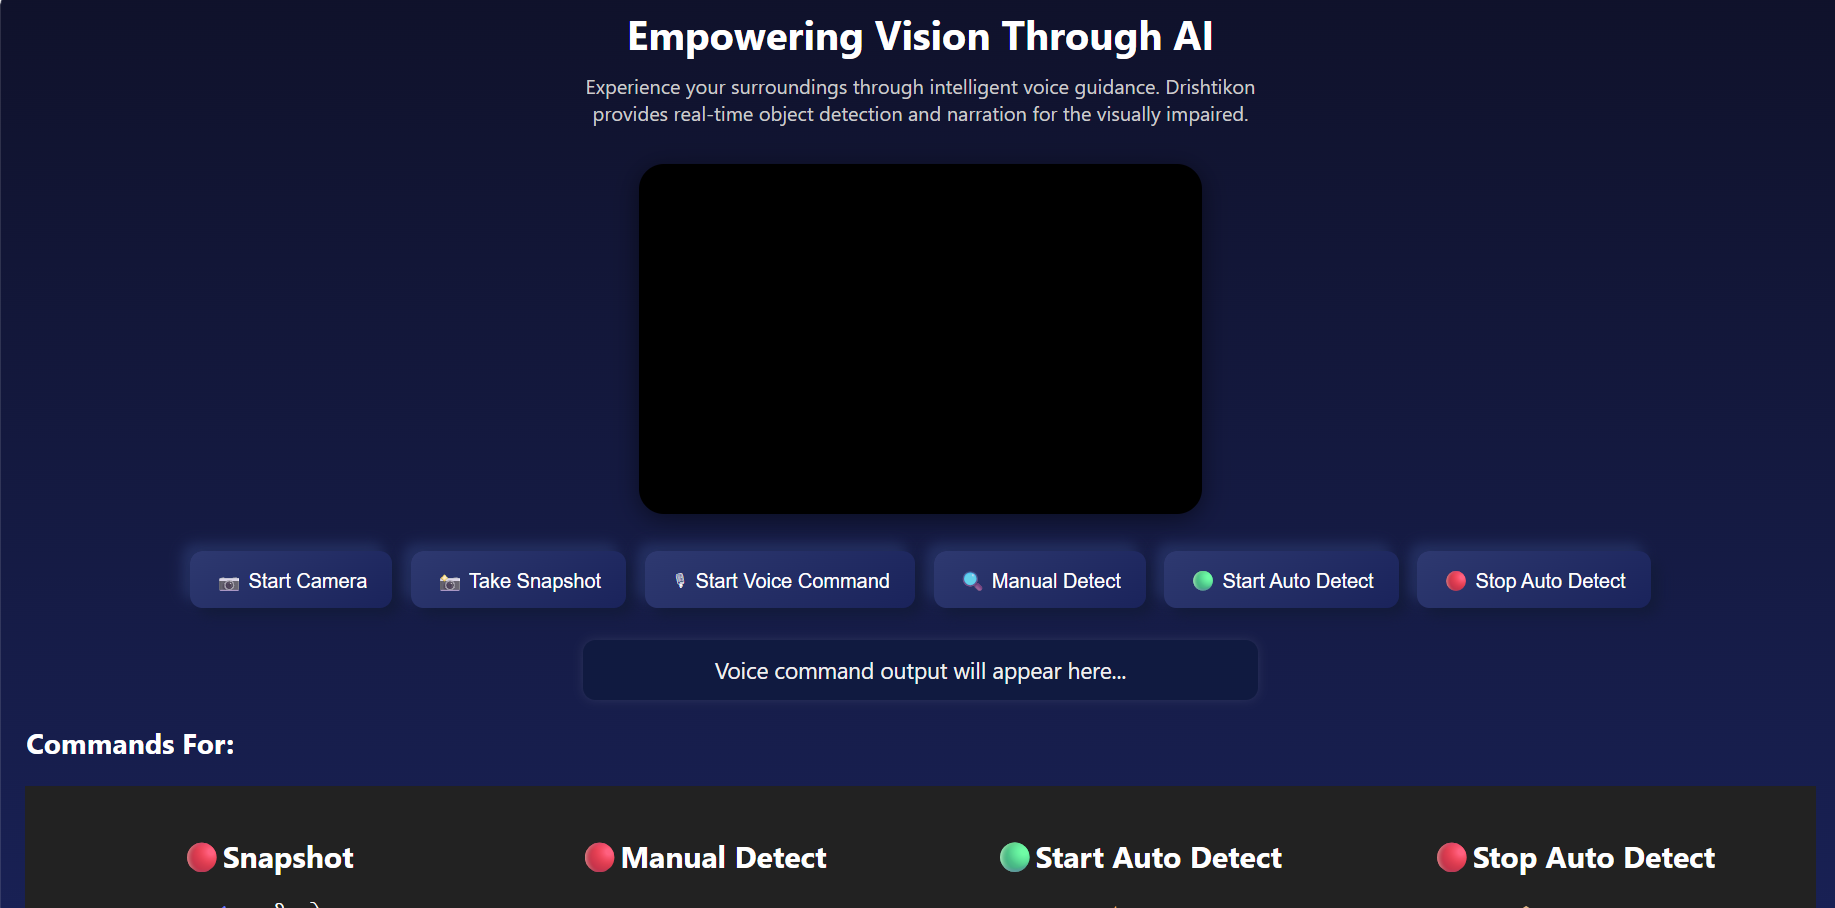 Empowering Vision Through AI
Experience your surroundings through intelligent voice guidance. Drishtikon
provides real-time object detection and narration for the visually impaired.
📷 Start Camera
📸 Take Snapshot
🎙 Start Voice Command
🔍 Manual Detect
🟢 Start Auto Detect
🔴 Stop Auto Detect
Voice command output will appear here...
Commands For:
🔴 Snapshot
🔴 Manual Detect
🟢 Start Auto Detect
🔴 Stop Auto Detect